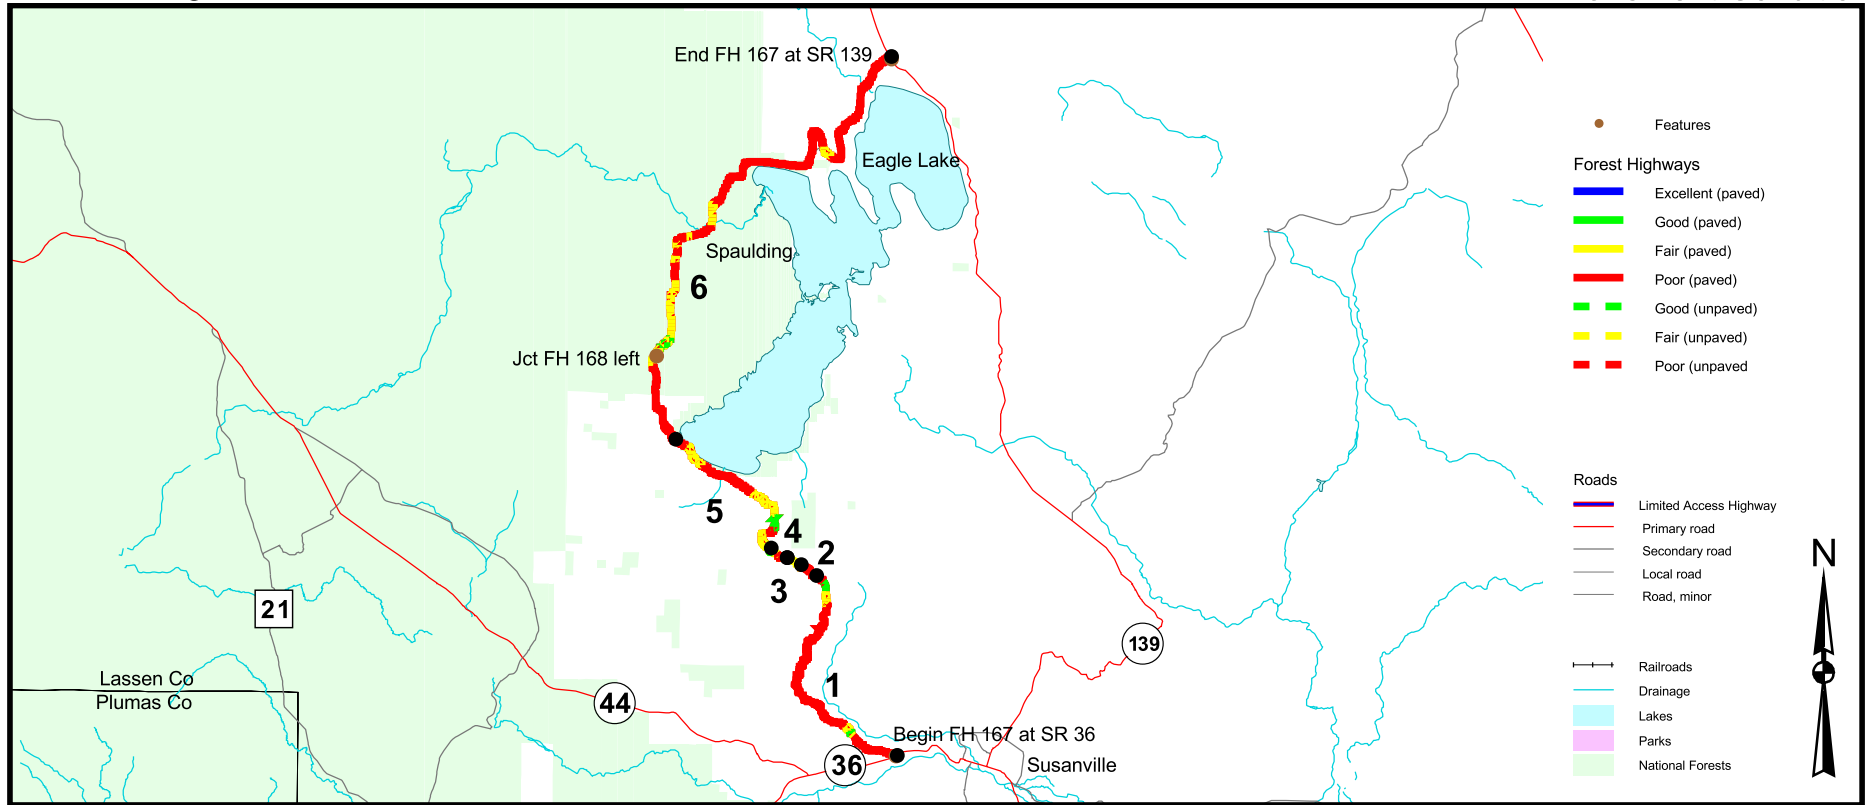 End FH 167 at SR 139
Eagle Lake
Spaulding
6
Jct FH 168 left
5
4
2
3
1
21
Lassen Co
Plumas Co
44
139
Begin FH 167 at SR 36
36
Susanville
Features
Forest Highways
Excellent (paved)
Good (paved)
Fair (paved)
Poor (paved)
Good (unpaved)
Fair (unpaved)
Poor (unpaved
Roads
Limited Access Highway
Primary road
Secondary road
Local road
Road, minor
Railroads
Drainage
Lakes
Parks
National Forests
N